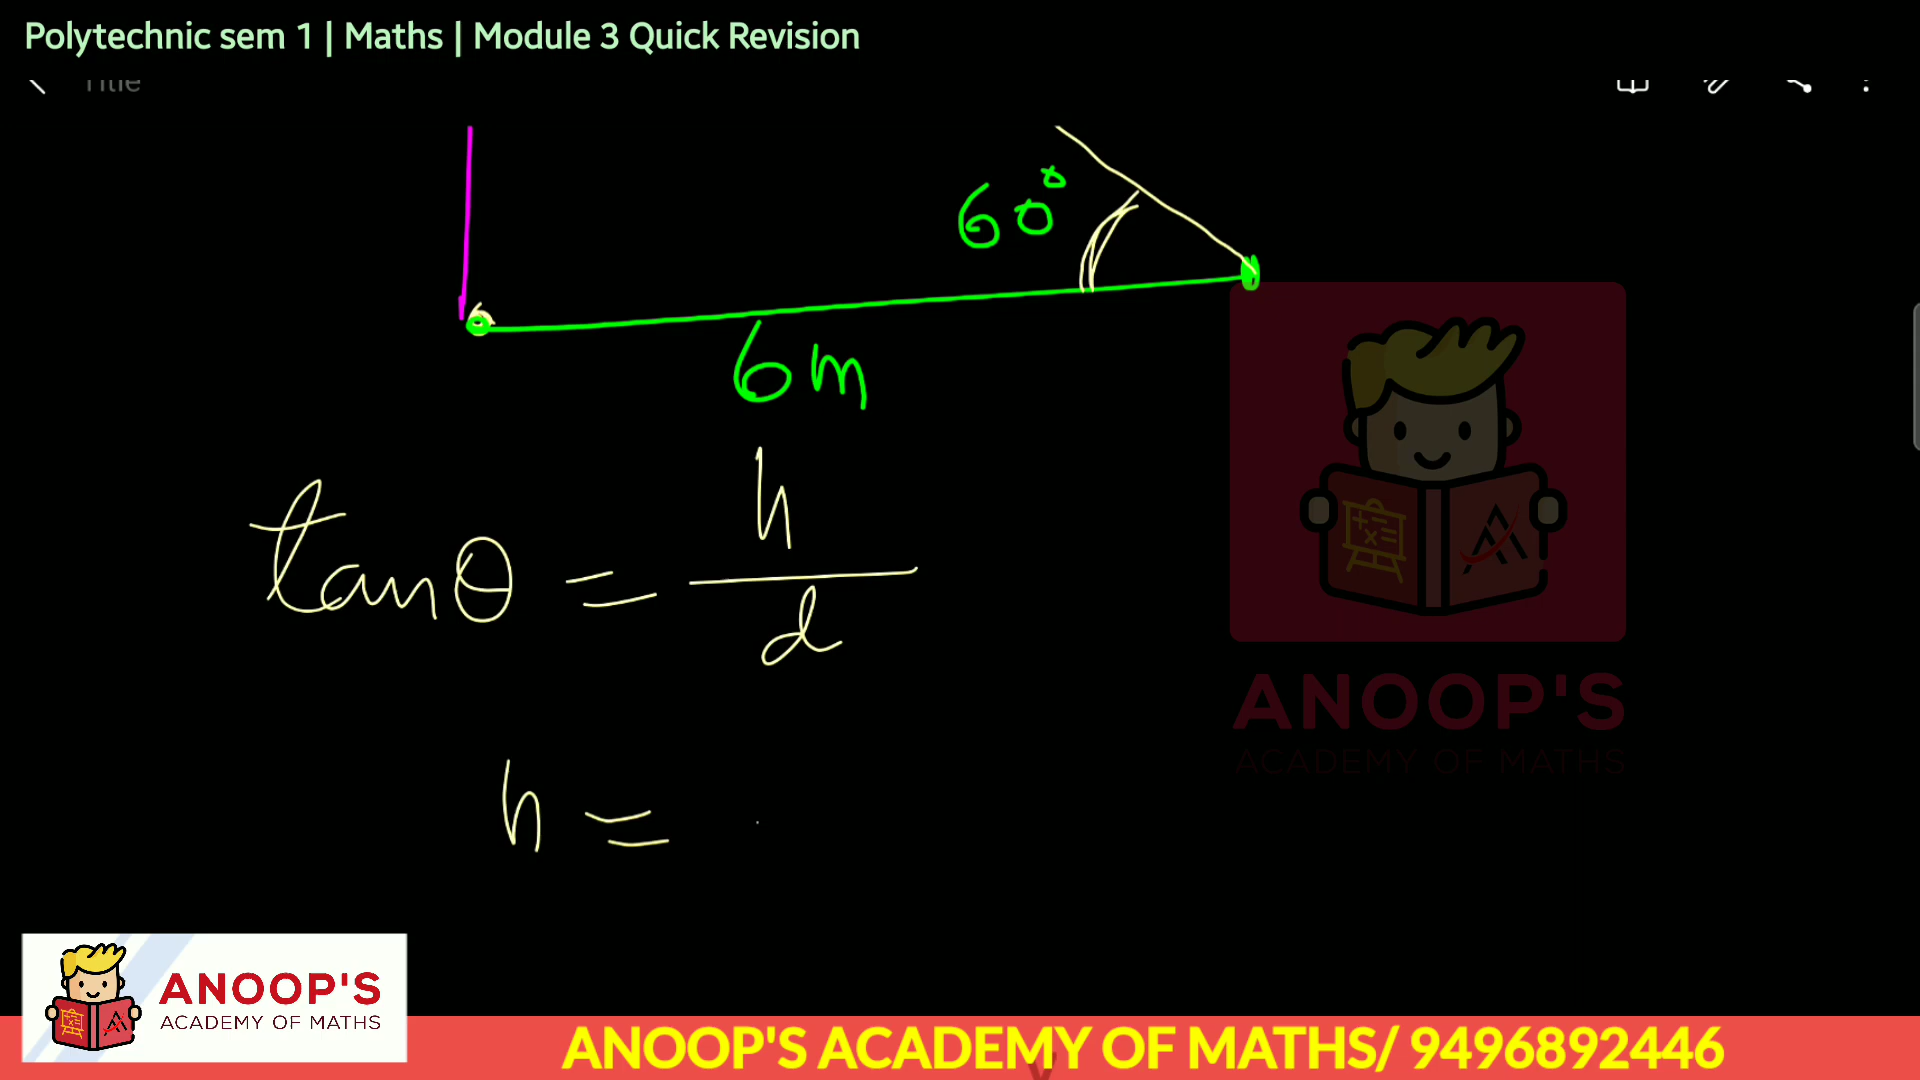 Polytechnic sem 1 | Maths | Module 3 Quick Revision
Title
60°
6m
tanθ = h/d
h =
ANOOP'S
ACADEMY OF MATHS
ANOOP'S
ACADEMY OF MATHS
ANOOP'S ACADEMY OF MATHS/ 9496892446